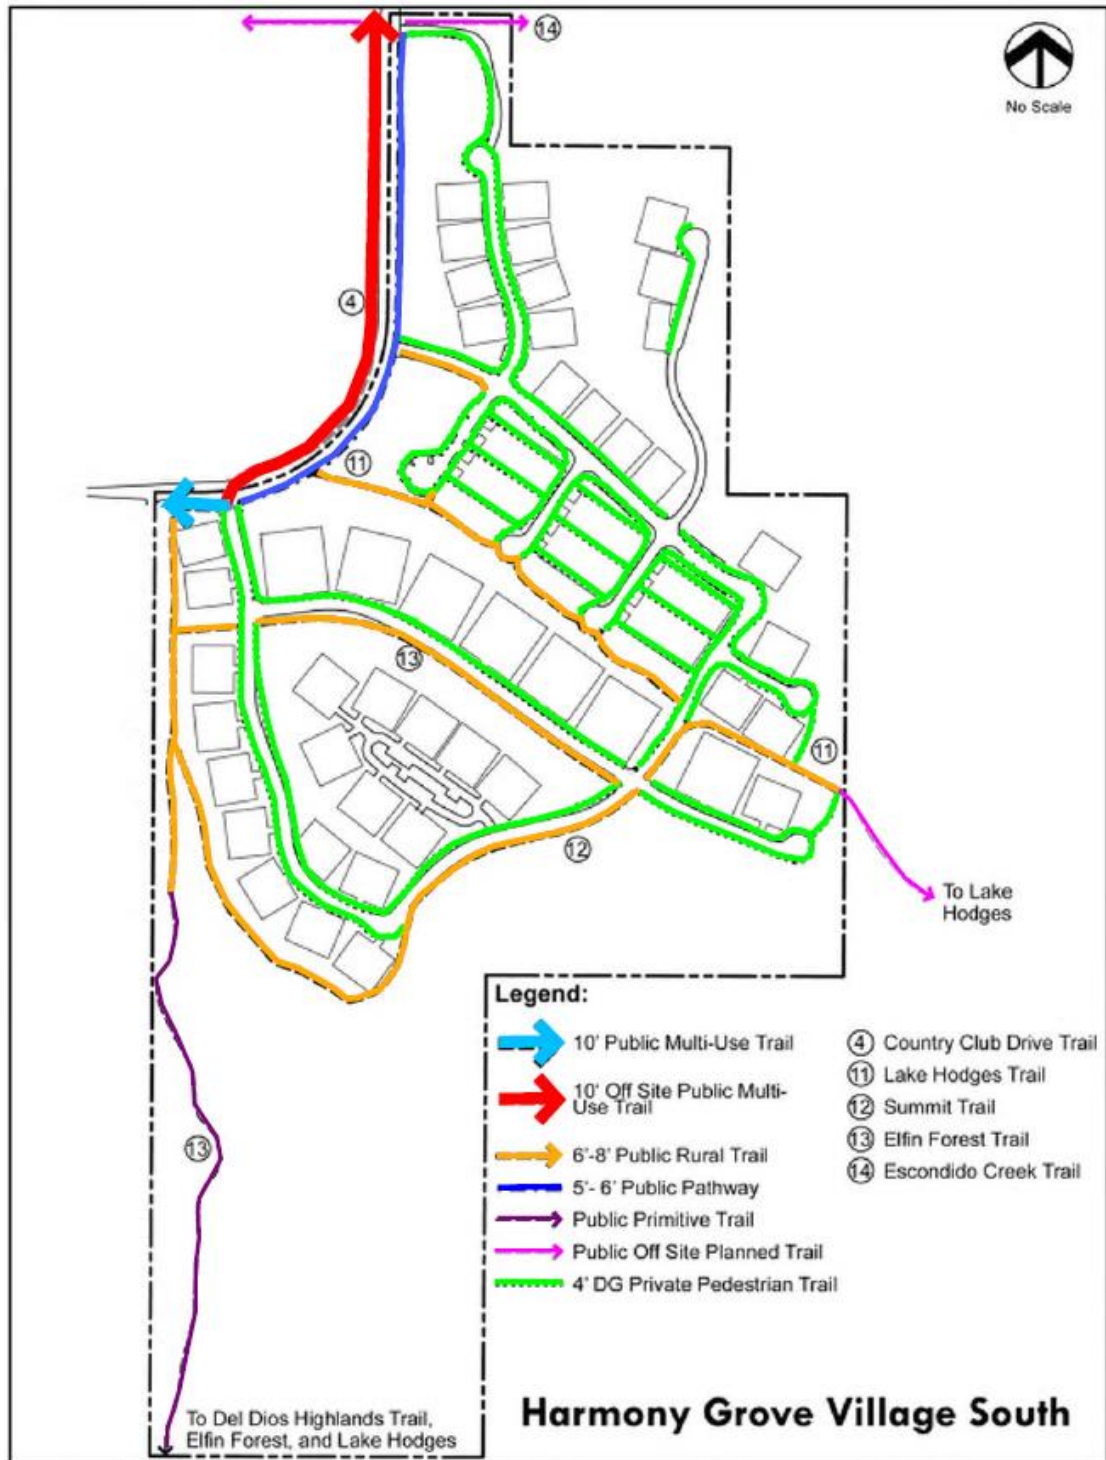 14
No Scale
4
11
13
11
12
To Lake
Hodges
Legend:
10' Public Multi-Use Trail
10' Off Site Public Multi-
Use Trail
6'-8' Public Rural Trail
5'- 6' Public Pathway
Public Primitive Trail
Public Off Site Planned Trail
4' DG Private Pedestrian Trail
4 Country Club Drive Trail
11 Lake Hodges Trail
12 Summit Trail
13 Elfin Forest Trail
14 Escondido Creek Trail
13
To Del Dios Highlands Trail,
Elfin Forest, and Lake Hodges
Harmony Grove Village South